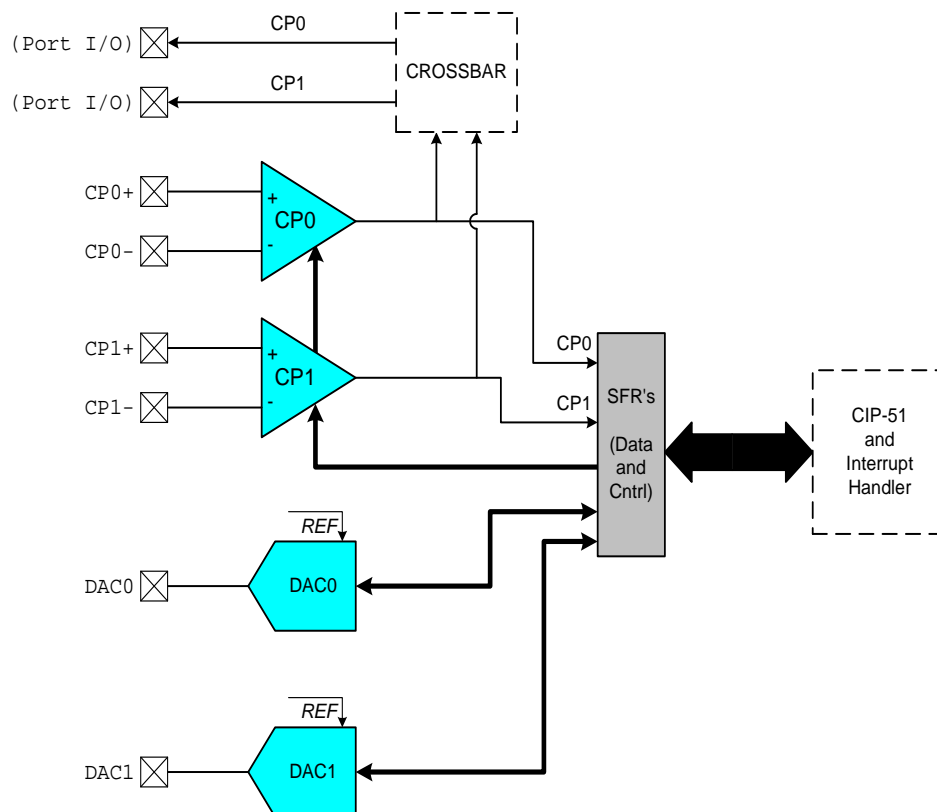 (Port I/O)
CP0
CROSSBAR
(Port I/O)
CP1
CP0+
+
CP0
CP0-
-
CP1+
+
CP1
CP1-
-
CP0
CP1
SFR's
(Data
and
Cntrl)
CIP-51
and
Interrupt
Handler
REF
DAC0
DAC0
REF
DAC1
DAC1